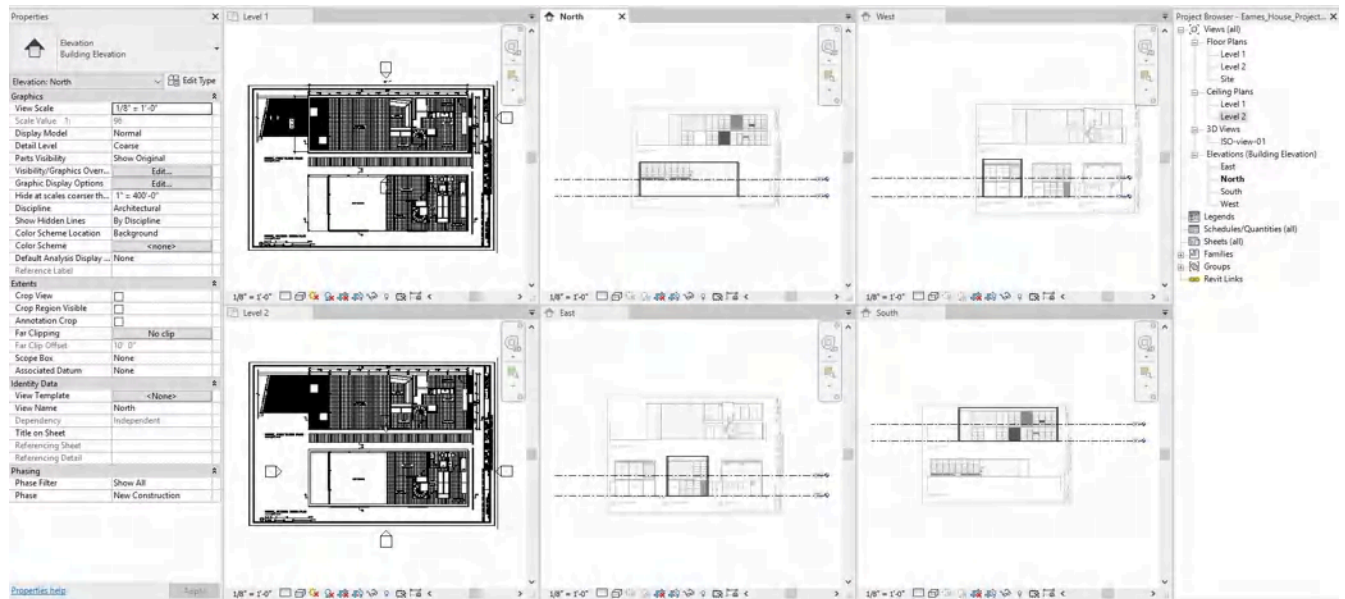 Properties
Elevation
Building Elevation
Elevation: North
Edit Type
Graphics
View Scale 1/8" = 1'-0"
Scale Value 1: 96
Display Model Normal
Detail Level Coarse
Parts Visibility Show Original
Visibility/Graphics Overr... Edit...
Graphic Display Options Edit...
Hide at scales coarser th... 1" = 400'-0"
Discipline Architectural
Show Hidden Lines By Discipline
Color Scheme Location Background
Color Scheme <none>
Default Analysis Display ... None
Reference Label
Extents
Crop View
Crop Region Visible
Annotation Crop
Far Clipping No clip
Far Clip Offset 10' 0"
Scope Box None
Associated Datum None
Identity Data
View Template <None>
View Name North
Dependency Independent
Title on Sheet
Referencing Sheet
Referencing Detail
Phasing
Phase Filter Show All
Phase New Construction
Properties help
Apply
Level 1
1/8" = 1'-0"
North
1/8" = 1'-0"
West
1/8" = 1'-0"
Level 2
1/8" = 1'-0"
East
1/8" = 1'-0"
South
1/8" = 1'-0"
Project Browser - Eames_House_Project...
Views (all)
Floor Plans
Level 1
Level 2
Site
Ceiling Plans
Level 1
Level 2
3D Views
ISO-view-01
Elevations (Building Elevation)
East
North
South
West
Legends
Schedules/Quantities (all)
Sheets (all)
Families
Groups
Revit Links